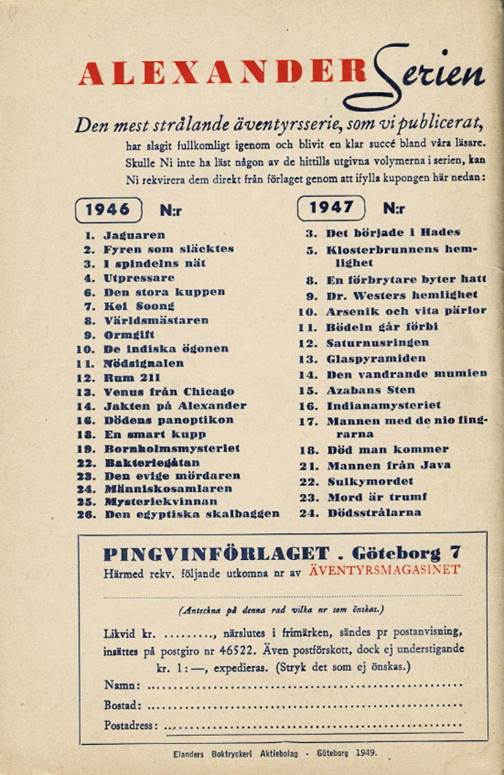 ALEXANDER Serien
Den mest strålande äventyrsserie, som vi publicerat,
har slagit fullkomligt igenom och blivit en klar succé bland våra läsare.
Skulle Ni inte ha läst någon av de hittills utgivna volymerna i serien, kan
Ni rekvirera dem direkt från förlaget genom att ifylla kupongen här nedan:
1946 N:r
1. Jaguaren
2. Fyren som släcktes
3. I spindelns nät
4. Utpressare
6. Den stora kuppen
7. Kei Soong
8. Världsmästaren
9. Ormgift
10. De indiska ögonen
11. Nödsignalen
12. Rum 211
13. Venus från Chicago
14. Jakten på Alexander
16. Dödens panoptikon
18. En smart kupp
19. Bornholmsmysteriet
22. Bakteriegåtan
23. Den evige mördaren
24. Människosamlaren
25. Mysteriekvinnan
26. Den egyptiska skalbaggen
1947 N:r
3. Det började i Hades
5. Klosterbrunnens hem-
lighet
8. En förbrytare byter hatt
9. Dr. Westers hemlighet
10. Arsenik och vita pärlor
11. Bödeln går förbi
12. Saturnusringen
13. Glaspyramiden
14. Den vandrande mumien
15. Azabans Sten
16. Indianamysteriet
17. Mannen med de nio fing-
rarna
18. Död man kommer
21. Mannen från Java
22. Sulkymordet
23. Mord är trumf
24. Dödsstrålarna
PINGVINFÖRLAGET . Göteborg 7
Härmed rekv. följande utkomna nr av ÄVENTYRSMAGASINET
(Anteckna på denna rad vilka nr som önskas.)
Likvid kr. .........., närslutes i frimärken, sändes pr postanvisning,
insättes på postgiro nr 46522. Även postförskott, dock ej understigande
kr. 1:—, expedieras. (Stryk det som ej önskas.)
Namn: ..........
Bostad: ..........
Postadress: ..........
Elanders Boktryckeri Aktiebolag - Göteborg 1949.